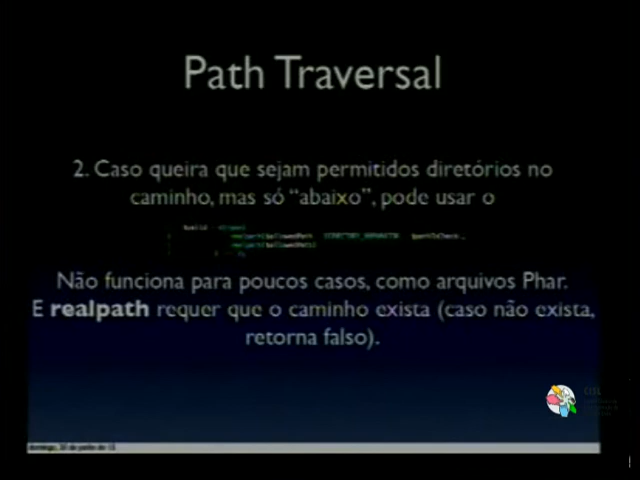 Path Traversal
2. Caso queira que sejam permitidos diretórios no
caminho, mas só “abaixo”, pode usar o
Não funciona para poucos casos, como arquivos Phar.
E realpath requer que o caminho exista (caso não exista,
retorna falso).